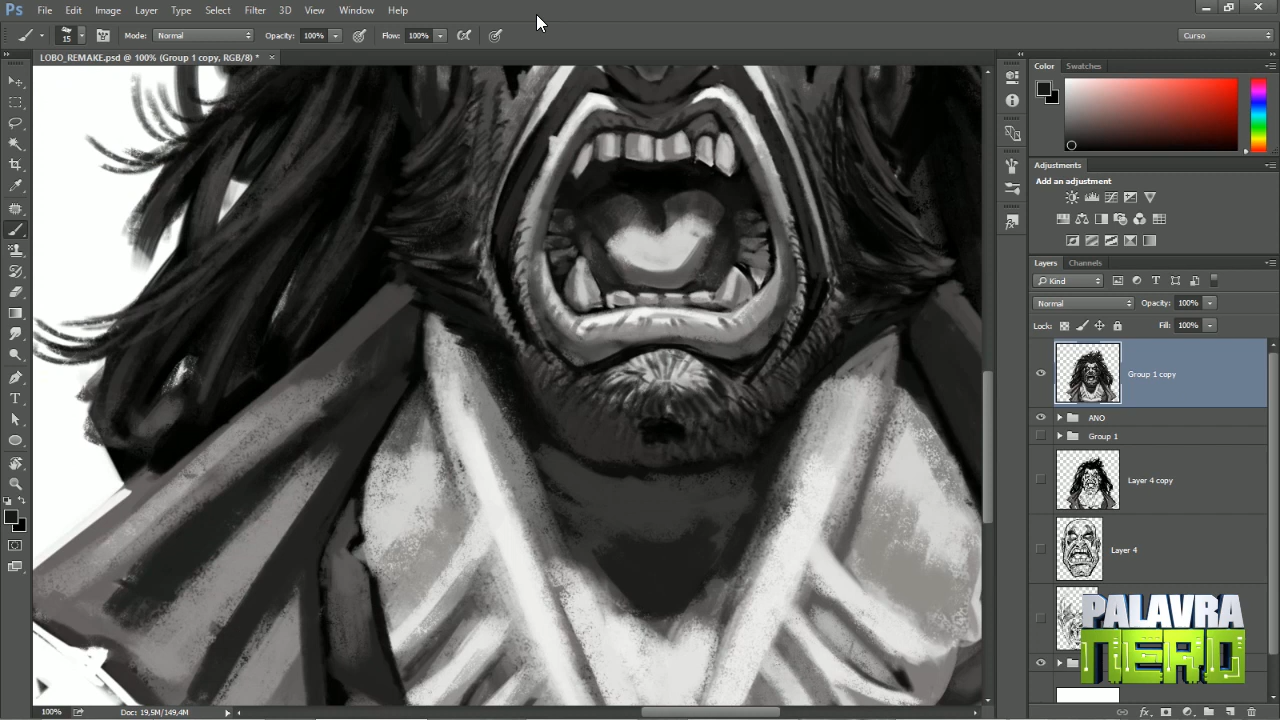 Ps File Edit Image Layer Type Select Filter 3D View Window Help
15 Mode: Normal Opacity: 100% Flow: 100% Curso
LOBO_REMAKE.psd @ 100% (Group 1 copy, RGB/8) *
Color Swatches
Adjustments
Add an adjustment
Layers Channels
Kind
Normal Opacity: 100%
Lock: Fill: 100%
Group 1 copy
ANO
Group 1
Layer 4 copy
Layer 4
PALAVRA
NERD
100% Doc: 19,5M/149,4M